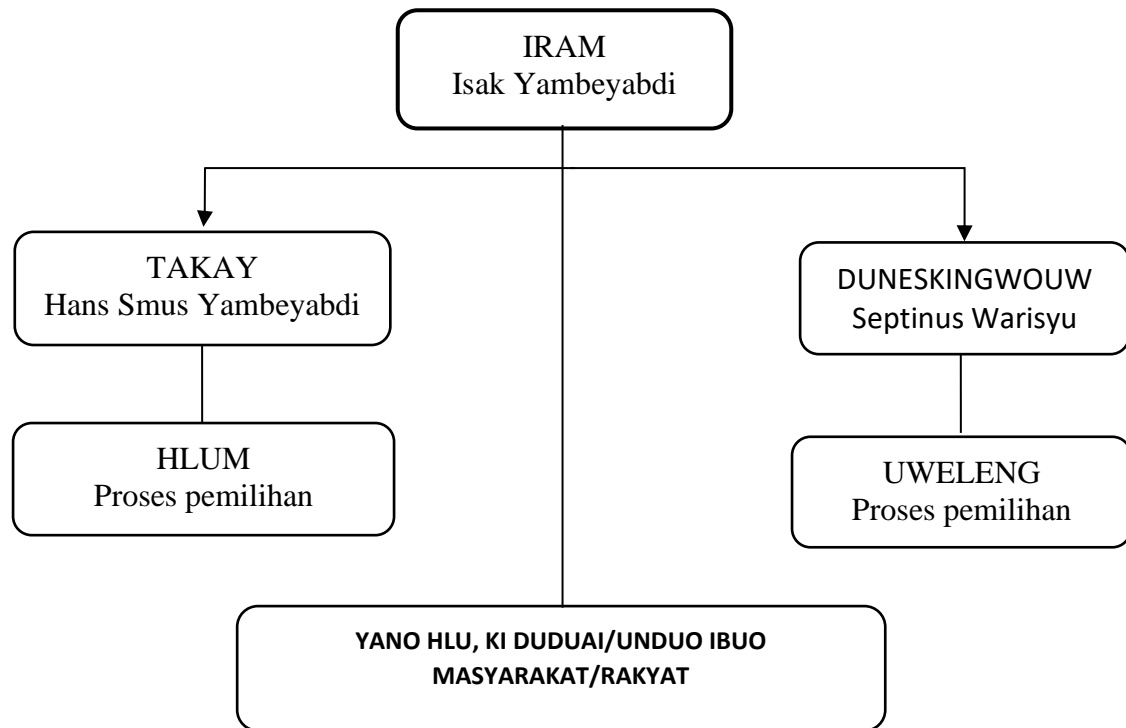 IRAM
Isak Yambeyabdi
TAKAY
Hans Smus Yambeyabdi
DUNESKINGWOUW
Septinus Warisyu
HLUM
Proses pemilihan
UWELENG
Proses pemilihan
YANO HLU, KI DUDUAI/UNDUO IBUO
MASYARAKAT/RAKYAT